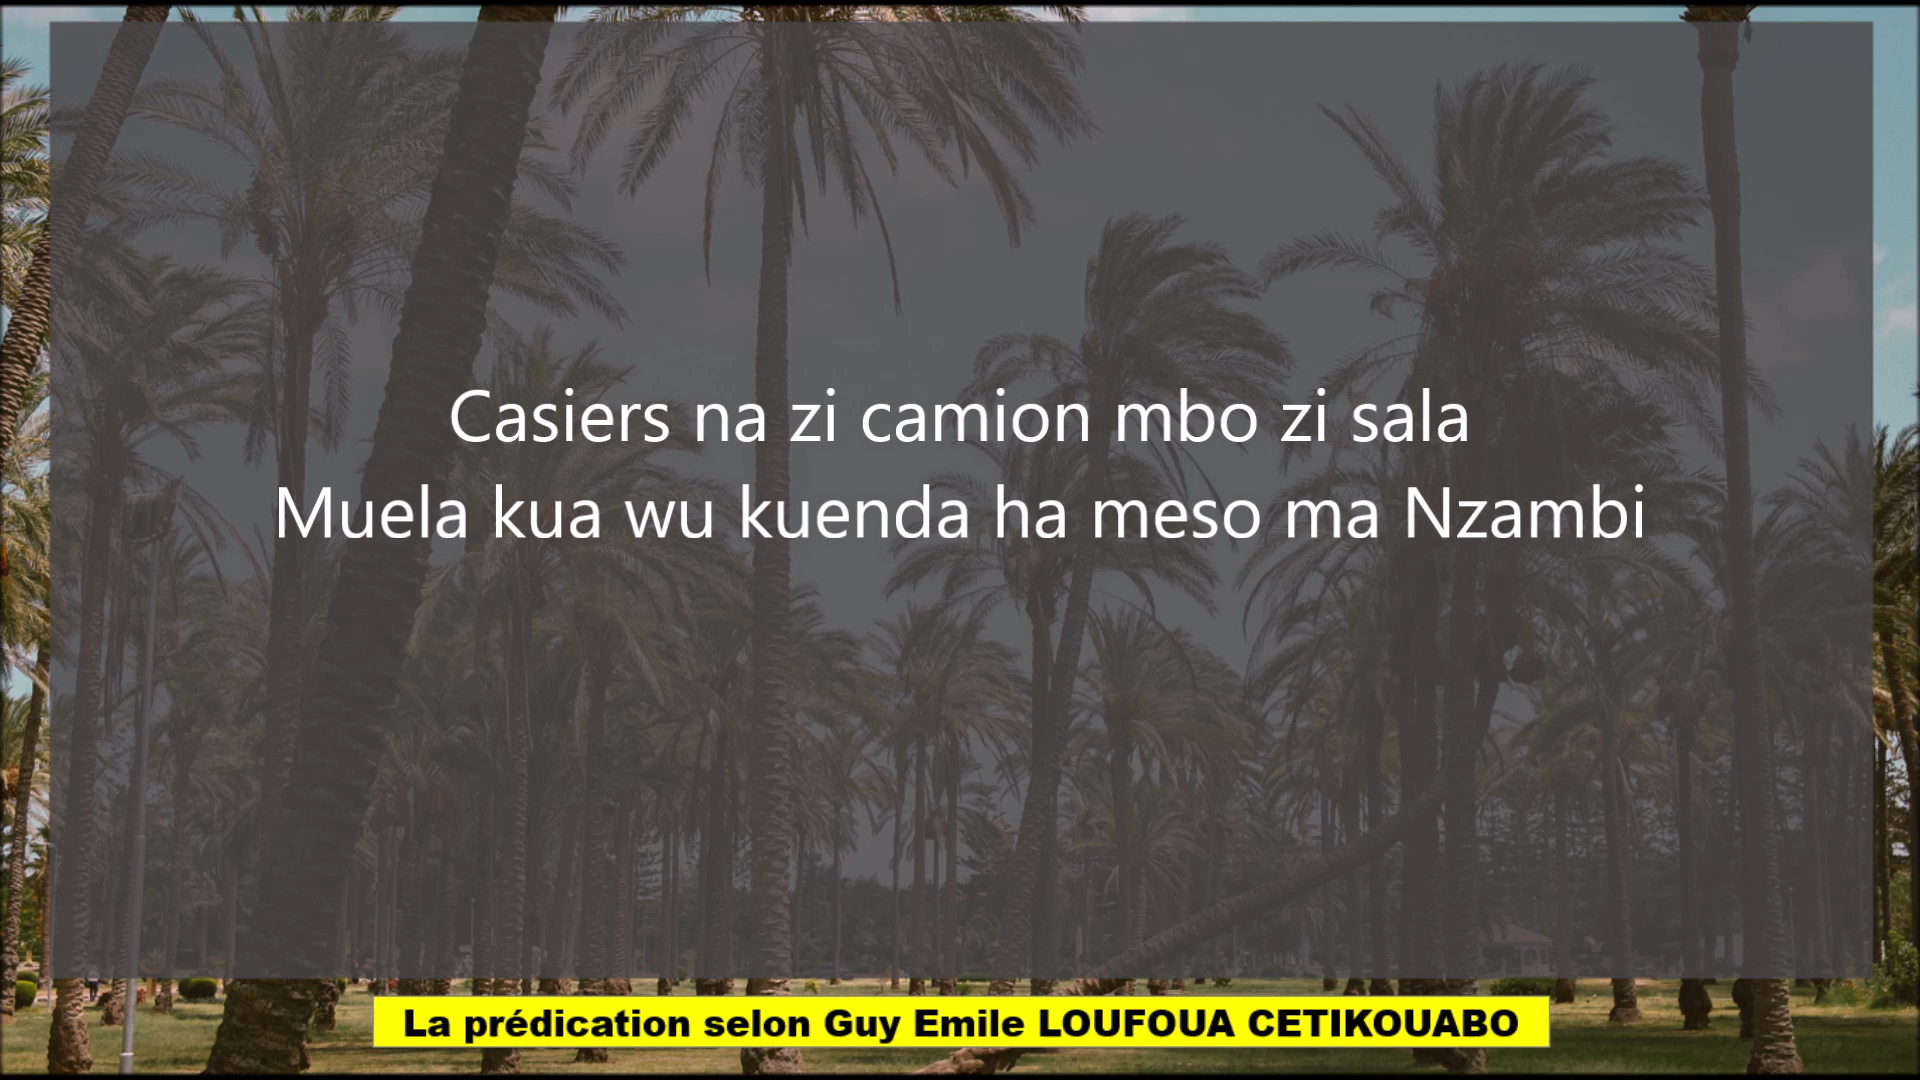 Casiers na zi camion mbo zi sala
Muela kua wu kuenda ha meso ma Nzambi
La prédication selon Guy Emile LOUFOUA CETIKOUABO